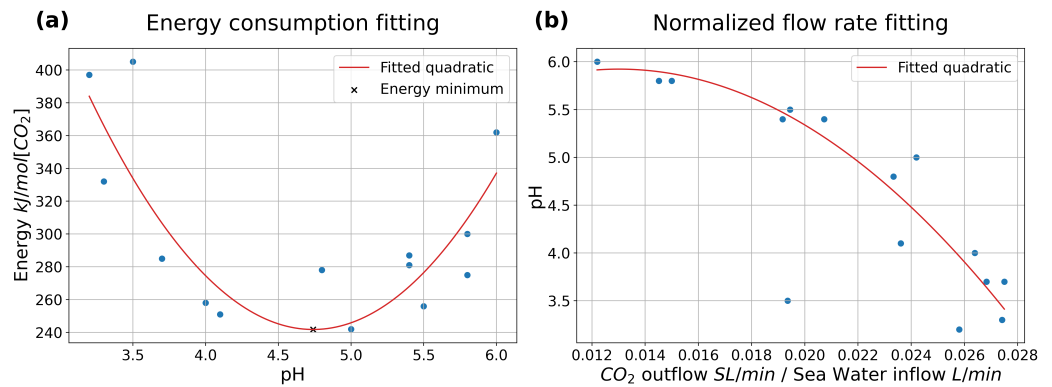 (a) Energy consumption fitting
Energy kJ/mol[CO₂]
400
380
360
340
320
300
280
260
240
Fitted quadratic
Energy minimum
3.5 4.0 4.5 5.0 5.5 6.0
pH
(b) Normalized flow rate fitting
pH
6.0
5.5
5.0
4.5
4.0
3.5
Fitted quadratic
0.012 0.014 0.016 0.018 0.020 0.022 0.024 0.026 0.028
CO₂ outflow SL/min / Sea Water inflow L/min